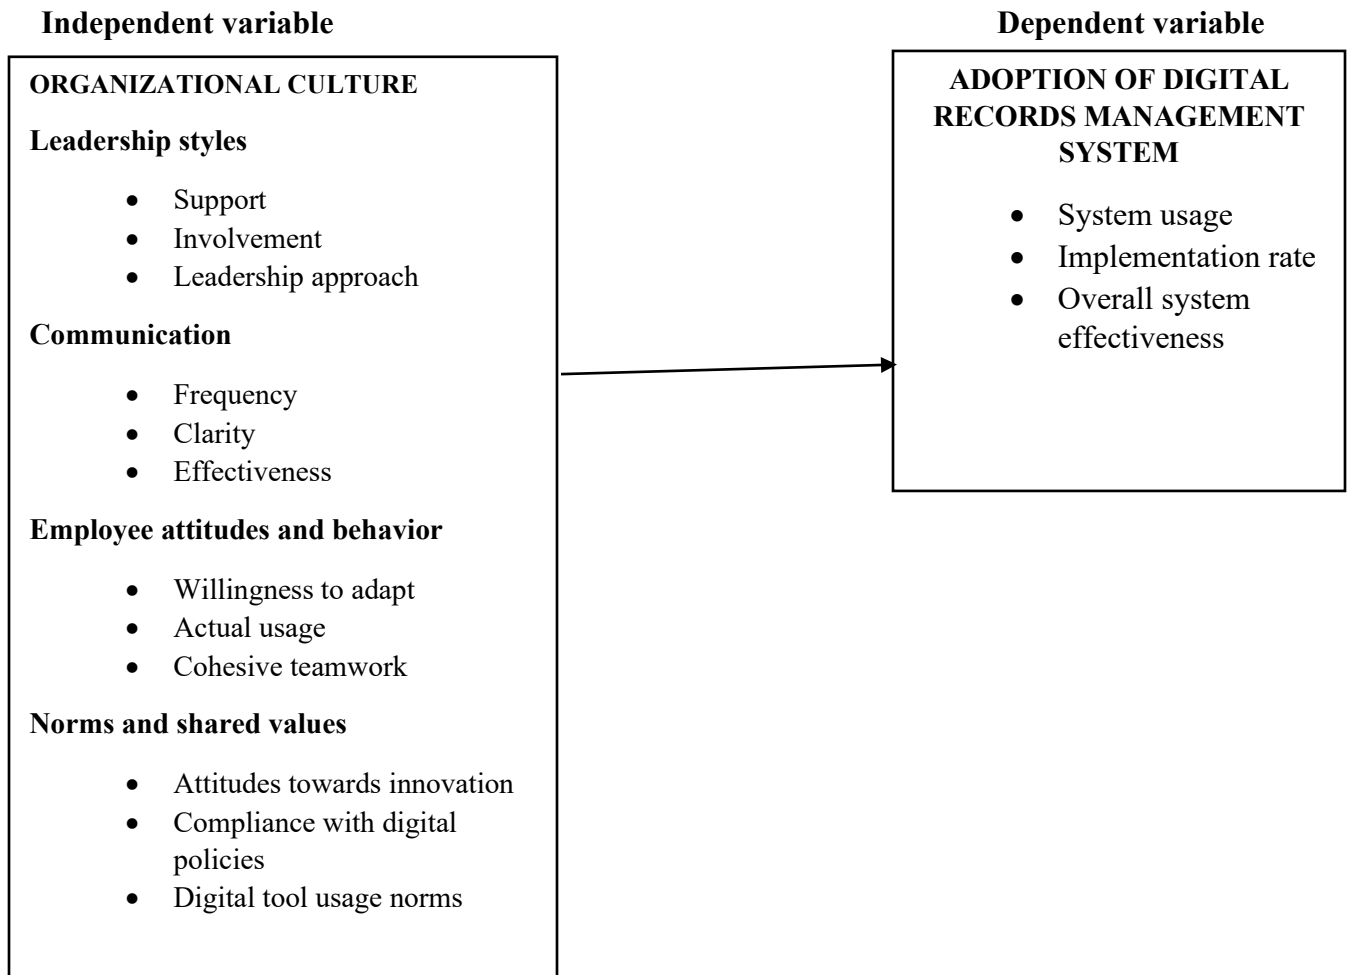 Independent variable
ORGANIZATIONAL CULTURE
Leadership styles
• Support
• Involvement
• Leadership approach
Communication
• Frequency
• Clarity
• Effectiveness
Employee attitudes and behavior
• Willingness to adapt
• Actual usage
• Cohesive teamwork
Norms and shared values
• Attitudes towards innovation
• Compliance with digital
policies
• Digital tool usage norms
Dependent variable
ADOPTION OF DIGITAL
RECORDS MANAGEMENT
SYSTEM
• System usage
• Implementation rate
• Overall system
effectiveness